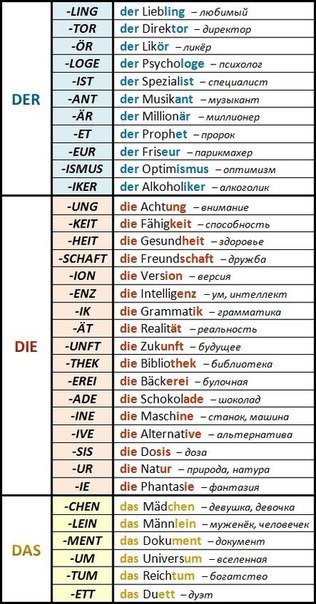 DER
-LING der Liebling – любимый
-TOR der Direktor – директор
-ÖR der Likör – ликёр
-LOGE der Psychologe – психолог
-IST der Spezialist – специалист
-ANT der Musikant – музыкант
-ÄR der Millionär – миллионер
-ET der Prophet – пророк
-EUR der Friseur – парикмахер
-ISMUS der Optimismus – оптимизм
-IKER der Alkoholiker – алкоголик
DIE
-UNG die Achtung – внимание
-KEIT die Fähigkeit – способность
-HEIT die Gesundheit – здоровье
-SCHAFT die Freundschaft – дружба
-ION die Version – версия
-ENZ die Intelligenz – ум, интеллект
-IK die Grammatik – грамматика
-ÄT die Realität – реальность
-UNFT die Zukunft – будущее
-THEK die Bibliothek – библиотека
-EREI die Bäckerei – булочная
-ADE die Schokolade – шоколад
-INE die Maschine – станок, машина
-IVE die Alternative – альтернатива
-SIS die Dosis – доза
-UR die Natur – природа, натура
-IE die Phantasie – фантазия
DAS
-CHEN das Mädchen – девушка, девочка
-LEIN das Männlein – муженёк, человечек
-MENT das Dokument – документ
-UM das Universum – вселенная
-TUM das Reichtum – богатство
-ETT das Duett – дуэт